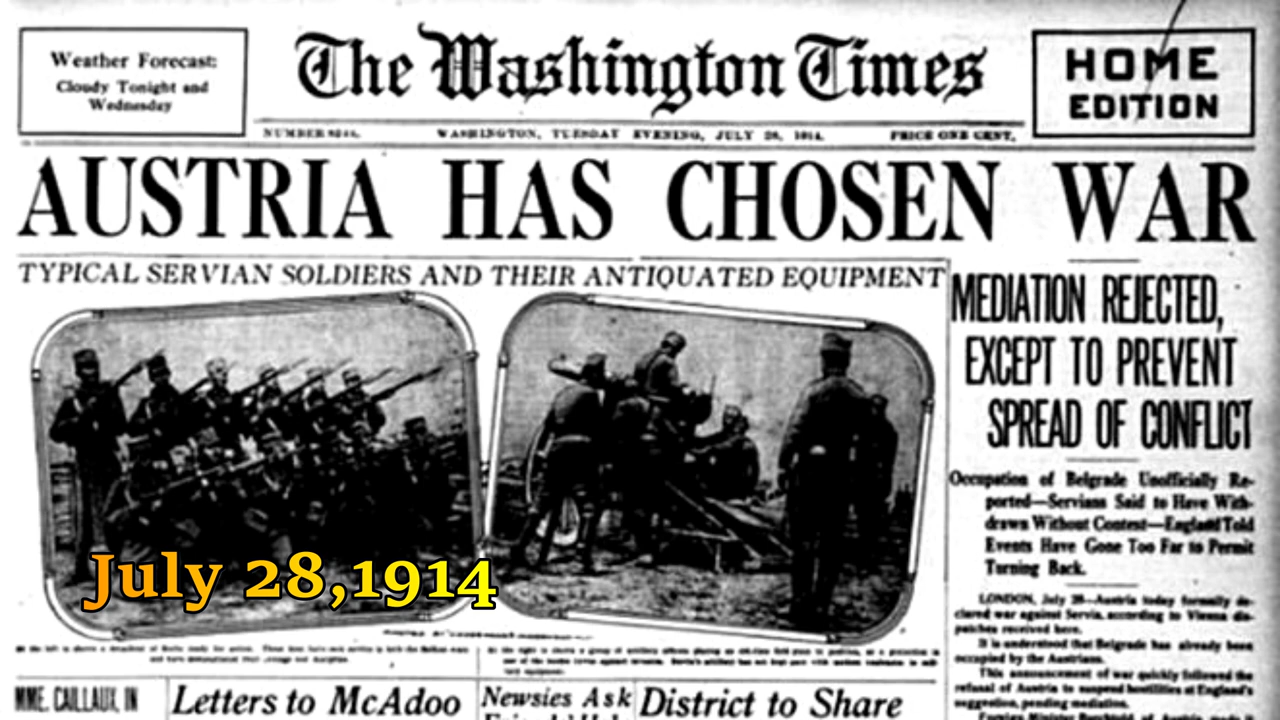 Weather Forecast:
Cloudy Tonight and
Wednesday
The Washington Times
HOME
EDITION
WASHINGTON, TUESDAY EVENING, JULY 28, 1914.
PRICE ONE CENT.
AUSTRIA HAS CHOSEN WAR
TYPICAL SERVIAN SOLDIERS AND THEIR ANTIQUATED EQUIPMENT
July 28,1914
MEDIATION REJECTED,
EXCEPT TO PREVENT
SPREAD OF CONFLICT
Occupation of Belgrade Unofficially Re-
ported—Servians Said to Have With-
drawn Without Contest—England Told
Events Have Gone Too Far to Permit
Turning Back.
LONDON, July 28—Austria today formally de-
clared war against Servia, according to Vienna dis-
patches received here.
It is understood that Belgrade has already been
occupied by the Austrians.
This announcement of war quickly followed the
refusal of Austria to suspend hostilities at England's
suggestion, pending mediation.
MME. CAILLAUX, IN
Letters to McAdoo
Newsies Ask
District to Share